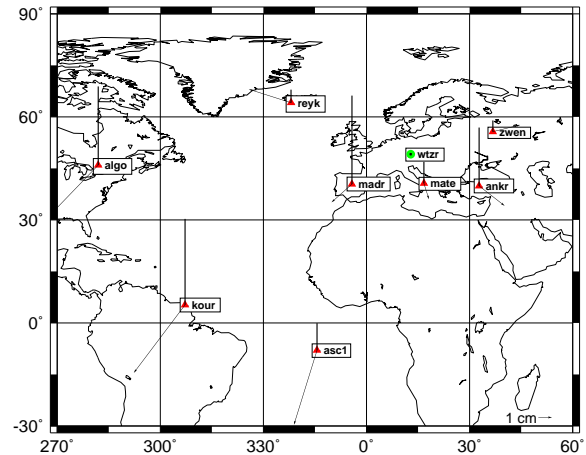 90°
60°
reyk
zwen
wtzr
algo
madr
mate
ankr
30°
kour
0°
asc1
1 cm
-30°
270° 300° 330° 0° 30° 60°